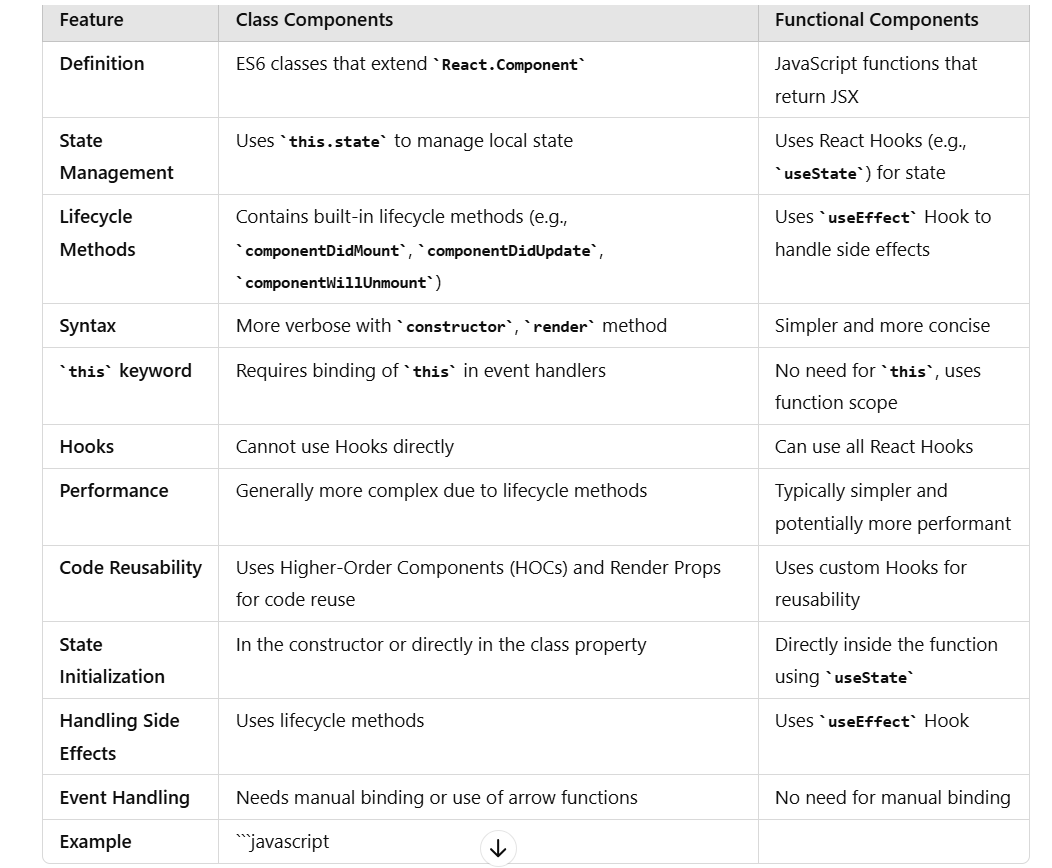 Feature Class Components Functional Components
Definition ES6 classes that extend `React.Component` JavaScript functions that
return JSX
State Uses `this.state` to manage local state Uses React Hooks (e.g.,
Management `useState`) for state
Lifecycle Contains built-in lifecycle methods (e.g., Uses `useEffect` Hook to
Methods `componentDidMount`, `componentDidUpdate`, handle side effects
`componentWillUnmount`)
Syntax More verbose with `constructor`, `render` method Simpler and more concise
`this` keyword Requires binding of `this` in event handlers No need for `this`, uses
function scope
Hooks Cannot use Hooks directly Can use all React Hooks
Performance Generally more complex due to lifecycle methods Typically simpler and
potentially more performant
Code Reusability Uses Higher-Order Components (HOCs) and Render Props Uses custom Hooks for
for code reuse reusability
State In the constructor or directly in the class property Directly inside the function
Initialization using `useState`
Handling Side Uses lifecycle methods Uses `useEffect` Hook
Effects
Event Handling Needs manual binding or use of arrow functions No need for manual binding
Example ```javascript